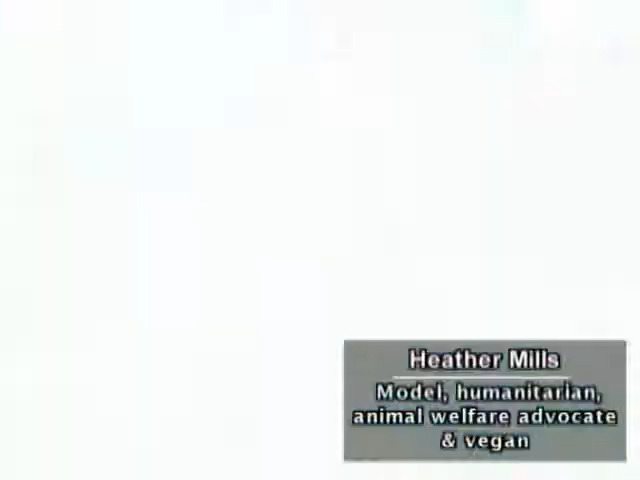 Heather Mills
Model, humanitarian,
animal welfare advocate
& vegan